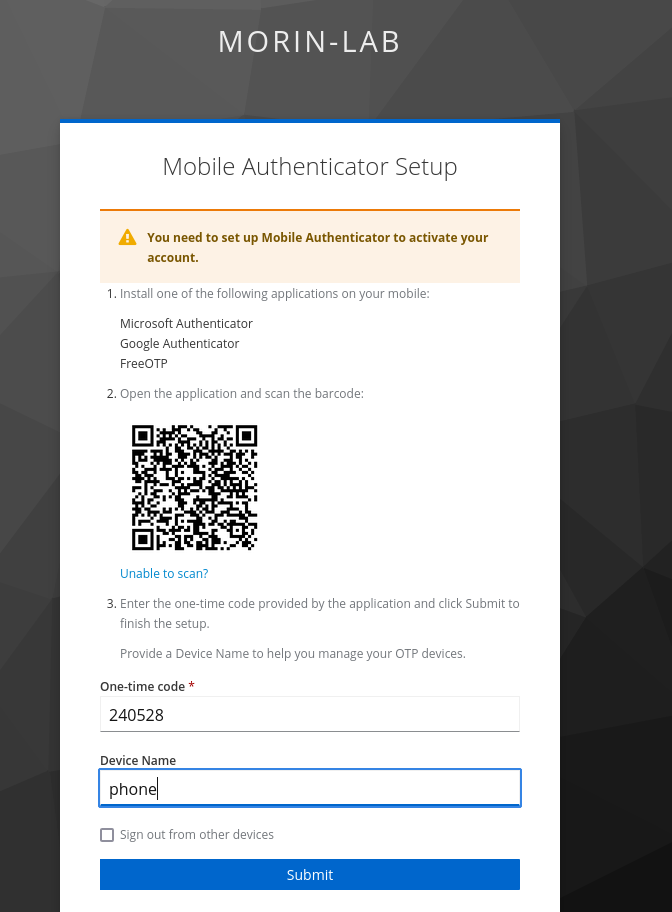 MORIN-LAB
Mobile Authenticator Setup
You need to set up Mobile Authenticator to activate your
account.
1. Install one of the following applications on your mobile:
Microsoft Authenticator
Google Authenticator
FreeOTP
2. Open the application and scan the barcode:
Unable to scan?
3. Enter the one-time code provided by the application and click Submit to
finish the setup.
Provide a Device Name to help you manage your OTP devices.
One-time code *
240528
Device Name
phone
Sign out from other devices
Submit